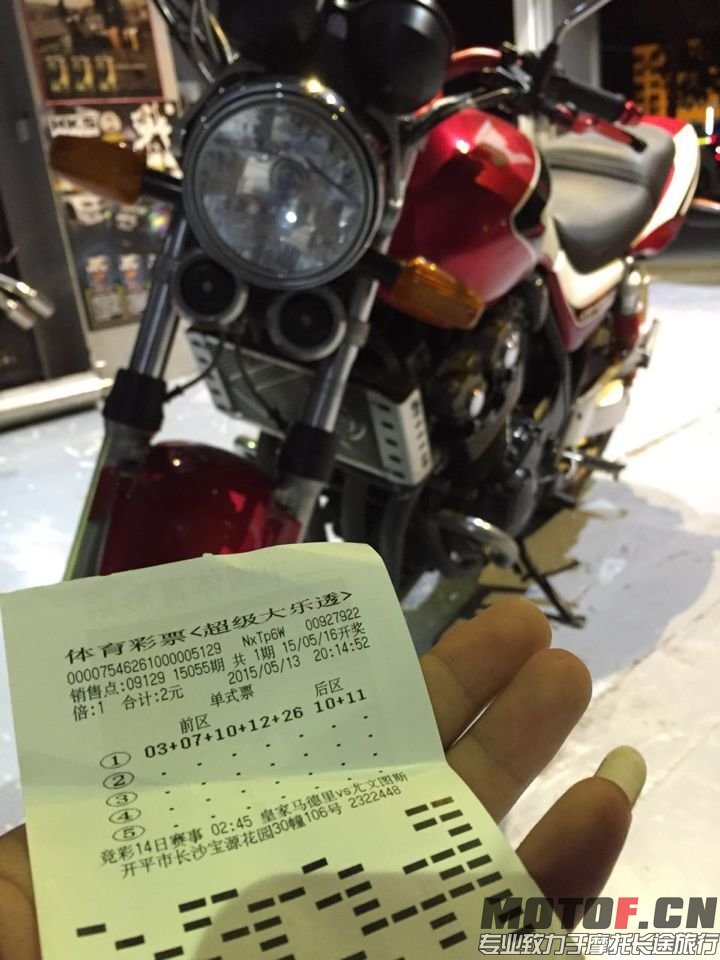 体育彩票<超级大乐透>
000075462610000005129 NxTp6W 00927922
销售点:09129 15055期 共 1期 15/05/16开奖
倍:1 合计:2元 2015/05/13 20:14:52
单式票
前区 后区
① 03+07+10+12+26 10+11
②
③
④
⑤
竞彩14日赛事 02:45 皇家马德里vs尤文图斯
开平市长沙宝源花园30幢106号 2322448
MOTOF.CN
专业致力于摩托长途旅行